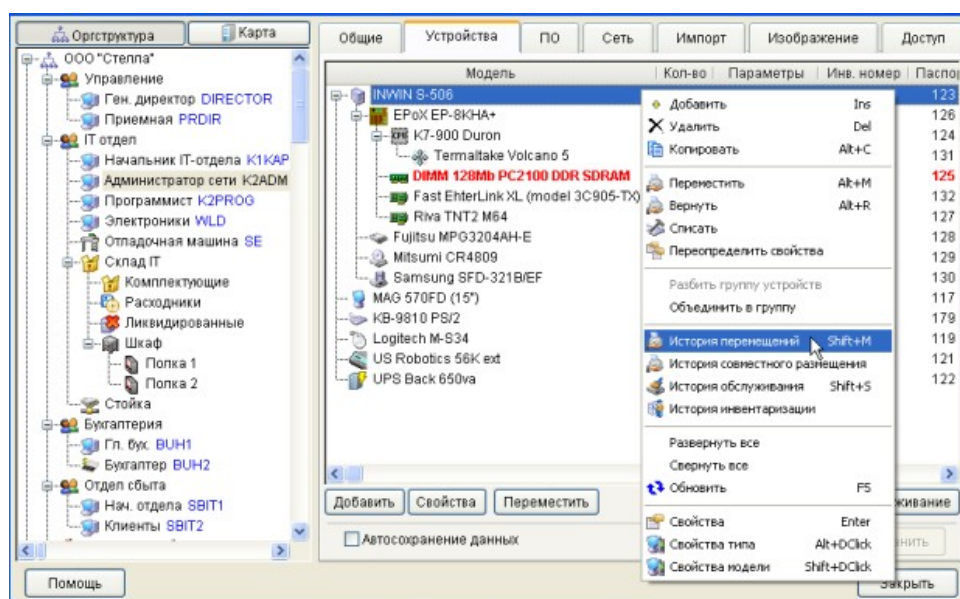 Оргструктура
Карта
ООО "Стелла"
Управление
Ген. директор DIRECTOR
Приемная PRDIR
IT отдел
Начальник IT-отдела K1KAP
Администратор сети K2ADM
Программист K2PROG
Электроники WLD
Отладочная машина SE
Склад IT
Комплектующие
Расходники
Ликвидированные
Шкаф
Полка 1
Полка 2
Стойка
Бухгалтерия
Гл. бух. BUH1
Бухгалтер BUH2
Отдел сбыта
Нач. отдела SBIT1
Клиенты SBIT2
Помощь
Общие Устройства ПО Сеть Импорт Изображение Доступ
Модель Кол-во Параметры Инв. номер Паспор
INWIN S-506 123
EPoX EP-8KHA+ 126
K7-900 Duron 124
Termaltake Volcano 5 131
DIMM 128Mb PC2100 DDR SDRAM 125
Fast EhterLink XL (model 3C905-TX) 132
Riva TNT2 M64 127
Fujitsu MPG3204AH-E 128
Mitsumi CR4809 129
Samsung SFD-321B/EF 130
MAG 570FD (15") 117
KB-9810 PS/2 179
Logitech M-S34 119
US Robotics 56K ext 121
UPS Back 650va 122
Добавить Свойства Переместить живание
Автосохранение данных нить
Закрыть
Добавить Ins
Удалить Del
Копировать Alt+C
Переместить Alt+M
Вернуть Alt+R
Списать
Переопределить свойства
Разбить группу устройств
Объединить в группу
История перемещений Shift+M
История совместного размещения
История обслуживания Shift+S
История инвентаризации
Развернуть все
Свернуть все
Обновить F5
Свойства Enter
Свойства типа Alt+DClick
Свойства модели Shift+DClick